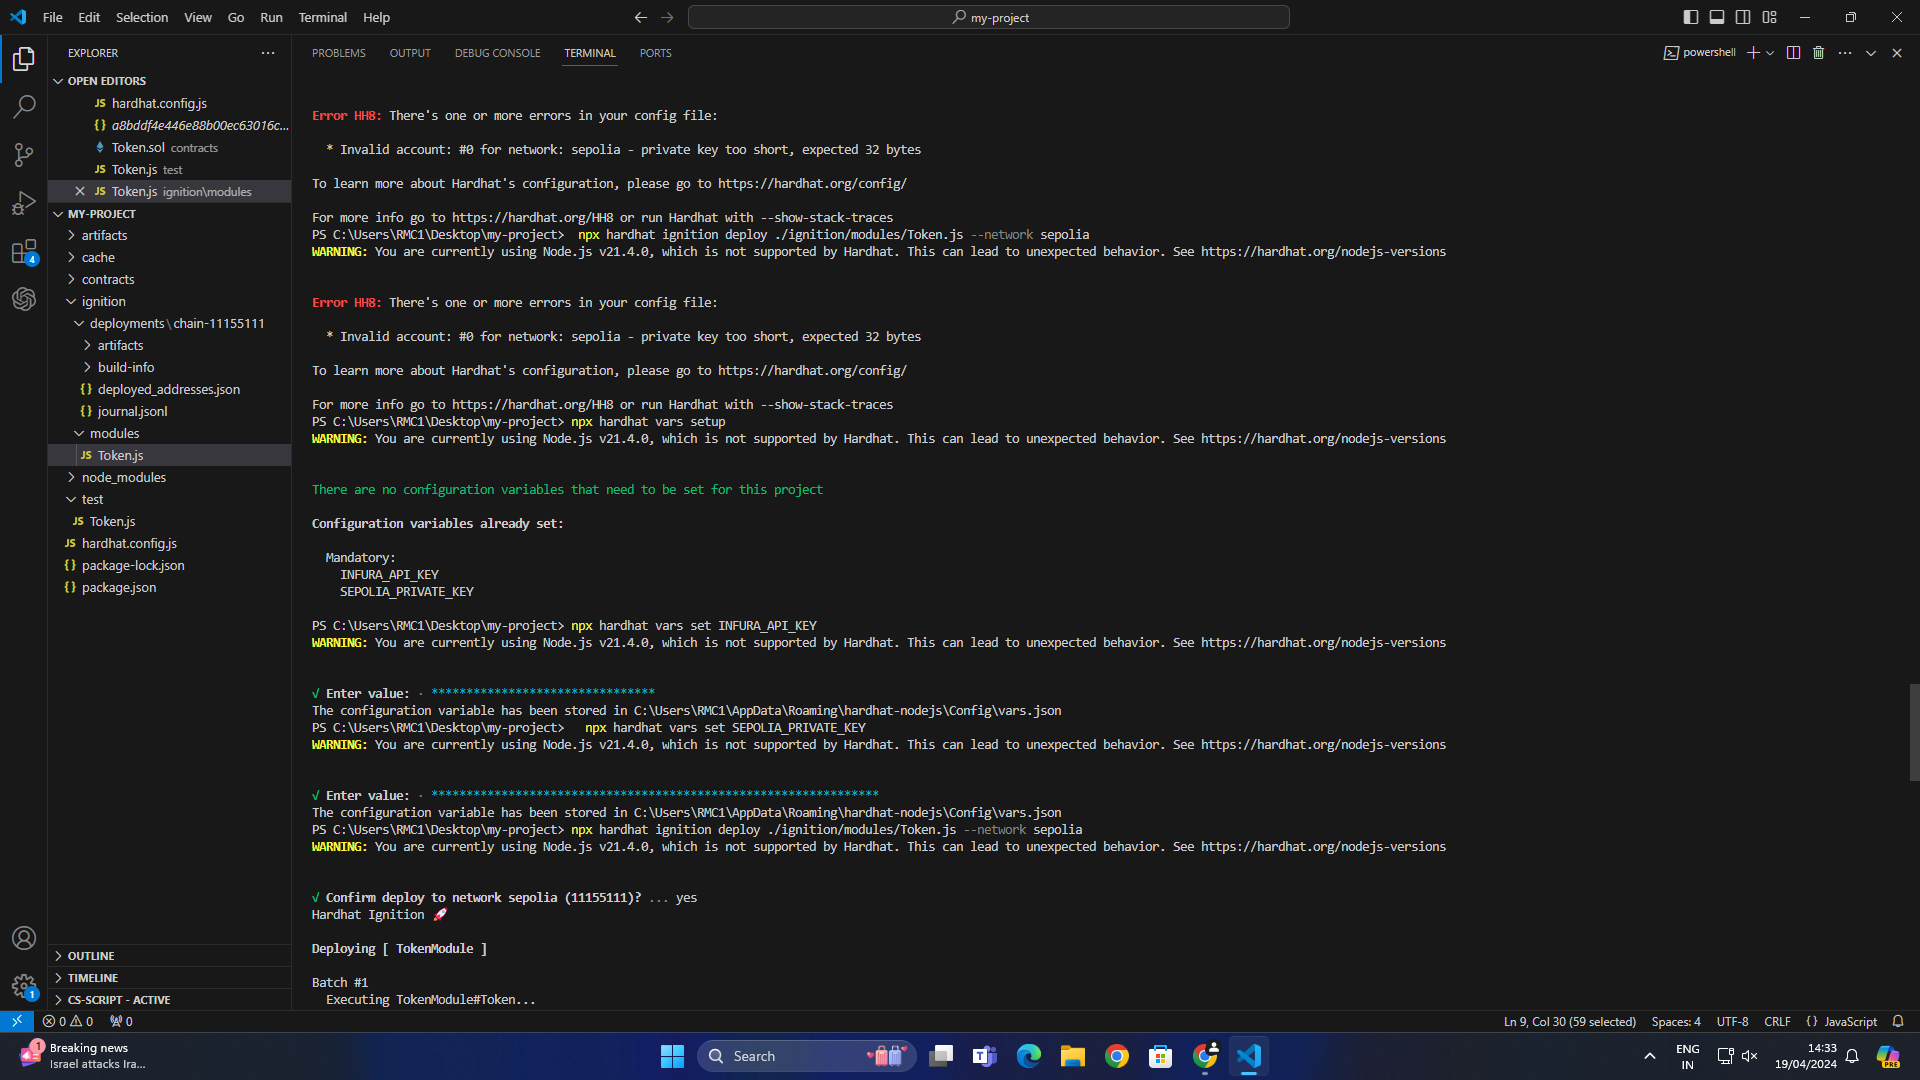 File Edit Selection View Go Run Terminal Help
my-project
EXPLORER
OPEN EDITORS
JS hardhat.config.js
{} a8bddf4e446e88b00ec63016c...
Token.sol contracts
JS Token.js test
JS Token.js ignition\modules
MY-PROJECT
artifacts
cache
contracts
ignition
deployments\chain-11155111
artifacts
build-info
{} deployed_addresses.json
{} journal.jsonl
modules
JS Token.js
node_modules
test
JS Token.js
JS hardhat.config.js
{} package-lock.json
{} package.json
OUTLINE
TIMELINE
CS-SCRIPT - ACTIVE
4
1
PROBLEMS OUTPUT DEBUG CONSOLE TERMINAL PORTS
powershell
Error HH8: There's one or more errors in your config file:
* Invalid account: #0 for network: sepolia - private key too short, expected 32 bytes
To learn more about Hardhat's configuration, please go to https://hardhat.org/config/
For more info go to https://hardhat.org/HH8 or run Hardhat with --show-stack-traces
PS C:\Users\RMC1\Desktop\my-project>  npx hardhat ignition deploy ./ignition/modules/Token.js --network sepolia
WARNING: You are currently using Node.js v21.4.0, which is not supported by Hardhat. This can lead to unexpected behavior. See https://hardhat.org/nodejs-versions
Error HH8: There's one or more errors in your config file:
* Invalid account: #0 for network: sepolia - private key too short, expected 32 bytes
To learn more about Hardhat's configuration, please go to https://hardhat.org/config/
For more info go to https://hardhat.org/HH8 or run Hardhat with --show-stack-traces
PS C:\Users\RMC1\Desktop\my-project> npx hardhat vars setup
WARNING: You are currently using Node.js v21.4.0, which is not supported by Hardhat. This can lead to unexpected behavior. See https://hardhat.org/nodejs-versions
There are no configuration variables that need to be set for this project
Configuration variables already set:
Mandatory:
INFURA_API_KEY
SEPOLIA_PRIVATE_KEY
PS C:\Users\RMC1\Desktop\my-project> npx hardhat vars set INFURA_API_KEY
WARNING: You are currently using Node.js v21.4.0, which is not supported by Hardhat. This can lead to unexpected behavior. See https://hardhat.org/nodejs-versions
√ Enter value: · ********************************
The configuration variable has been stored in C:\Users\RMC1\AppData\Roaming\hardhat-nodejs\Config\vars.json
PS C:\Users\RMC1\Desktop\my-project>   npx hardhat vars set SEPOLIA_PRIVATE_KEY
WARNING: You are currently using Node.js v21.4.0, which is not supported by Hardhat. This can lead to unexpected behavior. See https://hardhat.org/nodejs-versions
√ Enter value: · ****************************************************************
The configuration variable has been stored in C:\Users\RMC1\AppData\Roaming\hardhat-nodejs\Config\vars.json
PS C:\Users\RMC1\Desktop\my-project> npx hardhat ignition deploy ./ignition/modules/Token.js --network sepolia
WARNING: You are currently using Node.js v21.4.0, which is not supported by Hardhat. This can lead to unexpected behavior. See https://hardhat.org/nodejs-versions
√ Confirm deploy to network sepolia (11155111)? ... yes
Hardhat Ignition 🚀
Deploying [ TokenModule ]
Batch #1
Executing TokenModule#Token...
0 0 0
Ln 9, Col 30 (59 selected) Spaces: 4 UTF-8 CRLF {} JavaScript
1
Breaking news
Israel attacks Ira...
Search
ENG
IN
14:33
19/04/2024
PRE